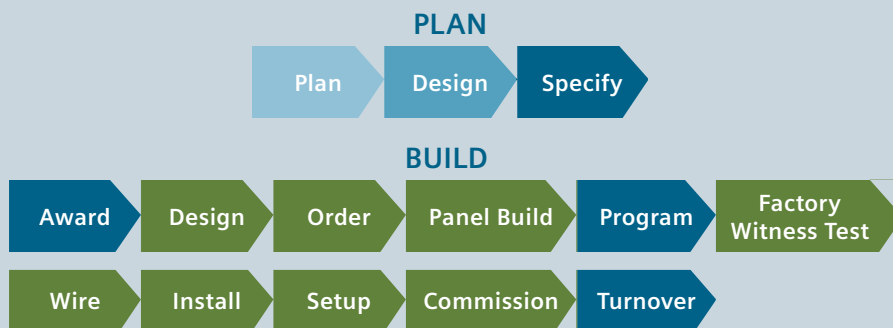 PLAN
Plan Design Specify
BUILD
Award Design Order Panel Build Program Factory Witness Test
Wire Install Setup Commission Turnover